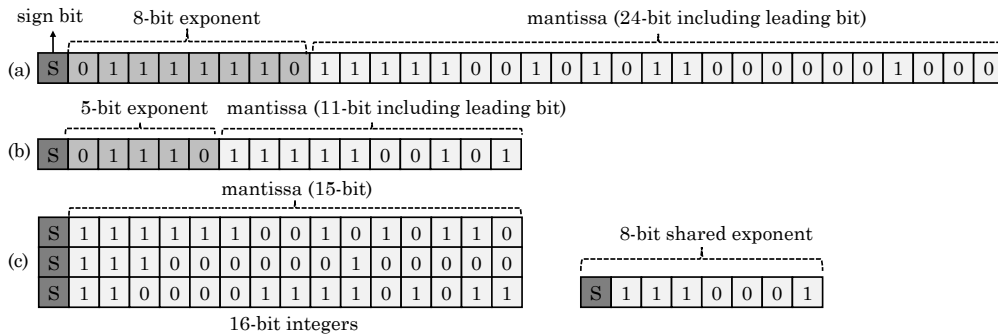 sign bit
8-bit exponent
mantissa (24-bit including leading bit)
(a) S 0 1 1 1 1 1 1 0 1 1 1 1 1 0 0 1 0 1 0 1 1 0 0 0 0 0 0 1 0 0 0
5-bit exponent
mantissa (11-bit including leading bit)
(b) S 0 1 1 1 0 1 1 1 1 1 0 0 1 0 1
mantissa (15-bit)
S 1 1 1 1 1 1 0 0 1 0 1 0 1 1 0
(c) S 1 1 1 0 0 0 0 0 0 1 0 0 0 0 0
S 1 1 0 0 0 0 1 1 1 1 0 1 0 1 1
16-bit integers
8-bit shared exponent
S 1 1 1 0 0 0 1